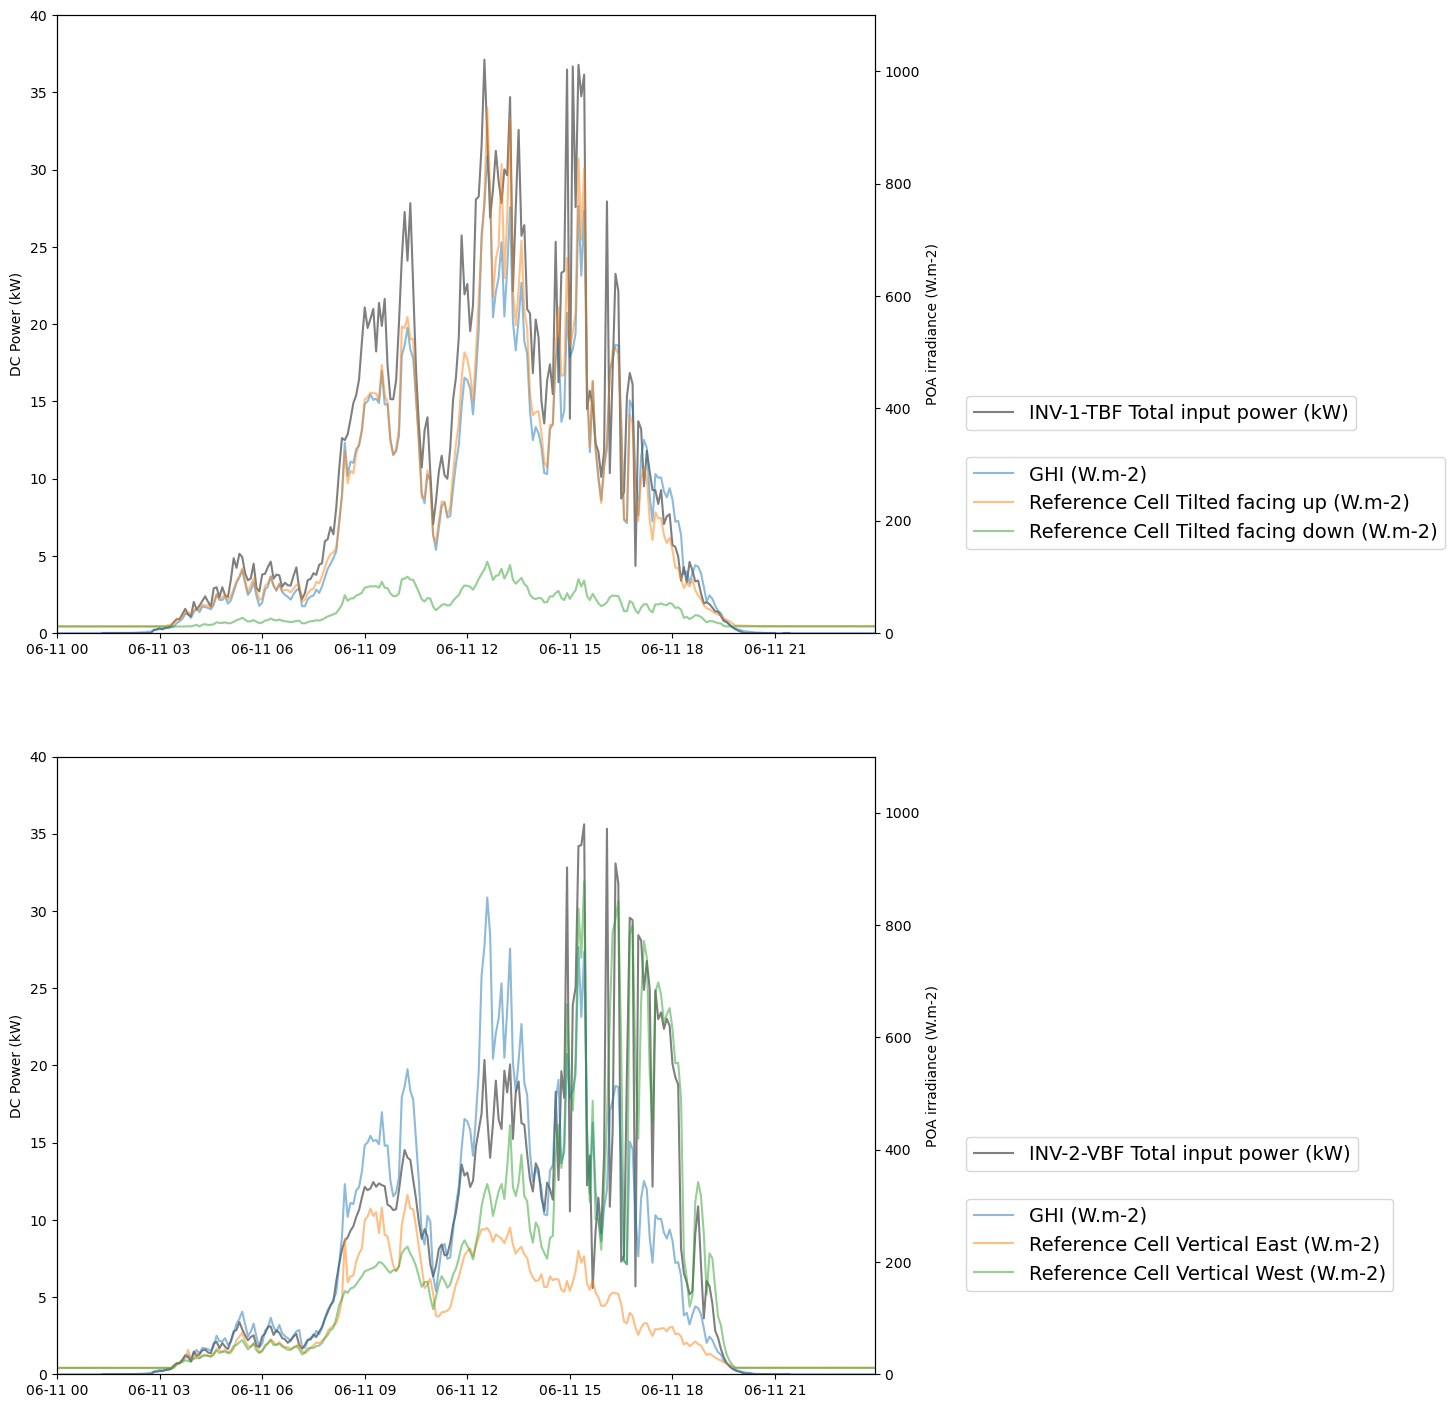 40
35
30
25
20
15
10
5
0
DC Power (kW)
1000
800
600
400
200
0
POA irradiance (W.m-2)
06-11 00 06-11 03 06-11 06 06-11 09 06-11 12 06-11 15 06-11 18 06-11 21
INV-1-TBF Total input power (kW)
GHI (W.m-2)
Reference Cell Tilted facing up (W.m-2)
Reference Cell Tilted facing down (W.m-2)
40
35
30
25
20
15
10
5
0
DC Power (kW)
1000
800
600
400
200
0
POA irradiance (W.m-2)
06-11 00 06-11 03 06-11 06 06-11 09 06-11 12 06-11 15 06-11 18 06-11 21
INV-2-VBF Total input power (kW)
GHI (W.m-2)
Reference Cell Vertical East (W.m-2)
Reference Cell Vertical West (W.m-2)